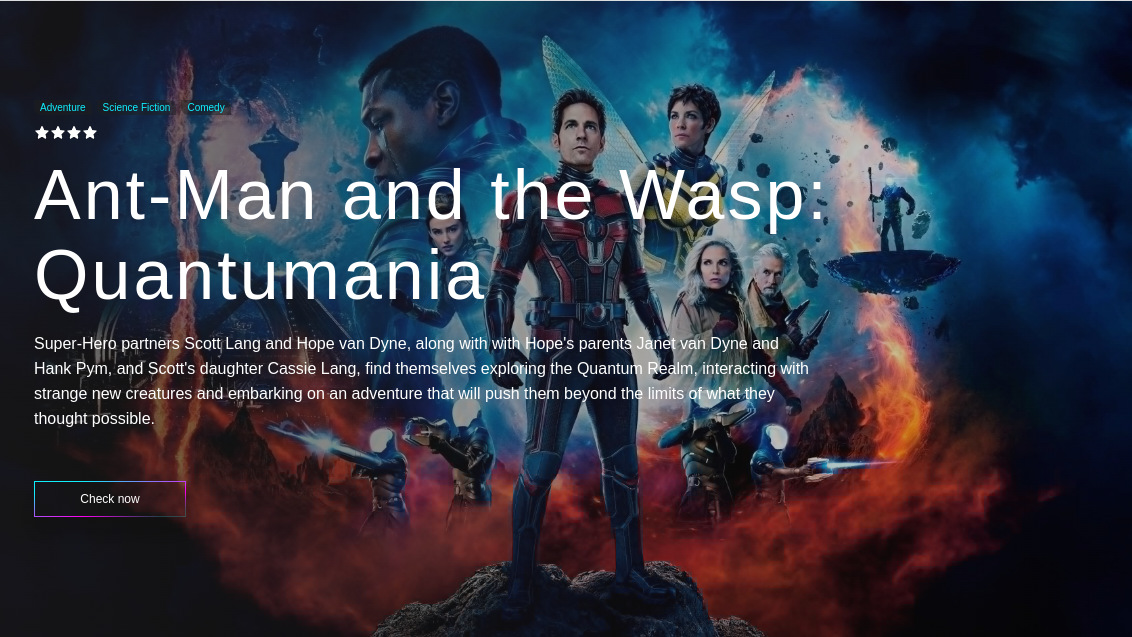 Adventure Science Fiction Comedy
Ant-Man and the Wasp:
Quantumania
Super-Hero partners Scott Lang and Hope van Dyne, along with with Hope's parents Janet van Dyne and
Hank Pym, and Scott's daughter Cassie Lang, find themselves exploring the Quantum Realm, interacting with
strange new creatures and embarking on an adventure that will push them beyond the limits of what they
thought possible.
Check now